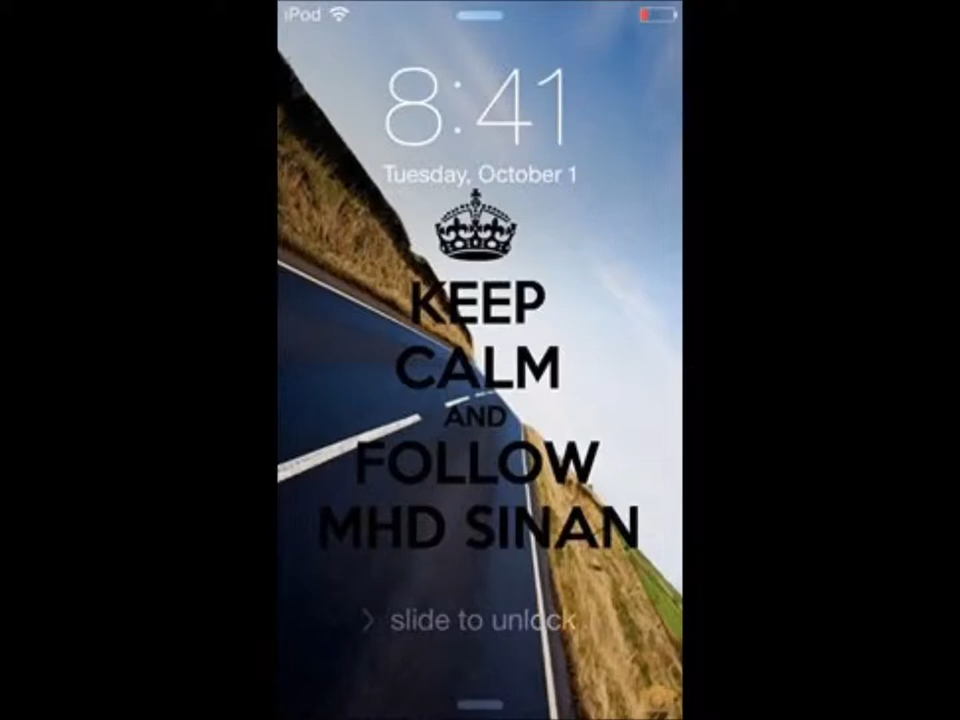 iPod
8:41
Tuesday, October 1
KEEP
CALM
AND
FOLLOW
MHD SINAN
> slide to unlock